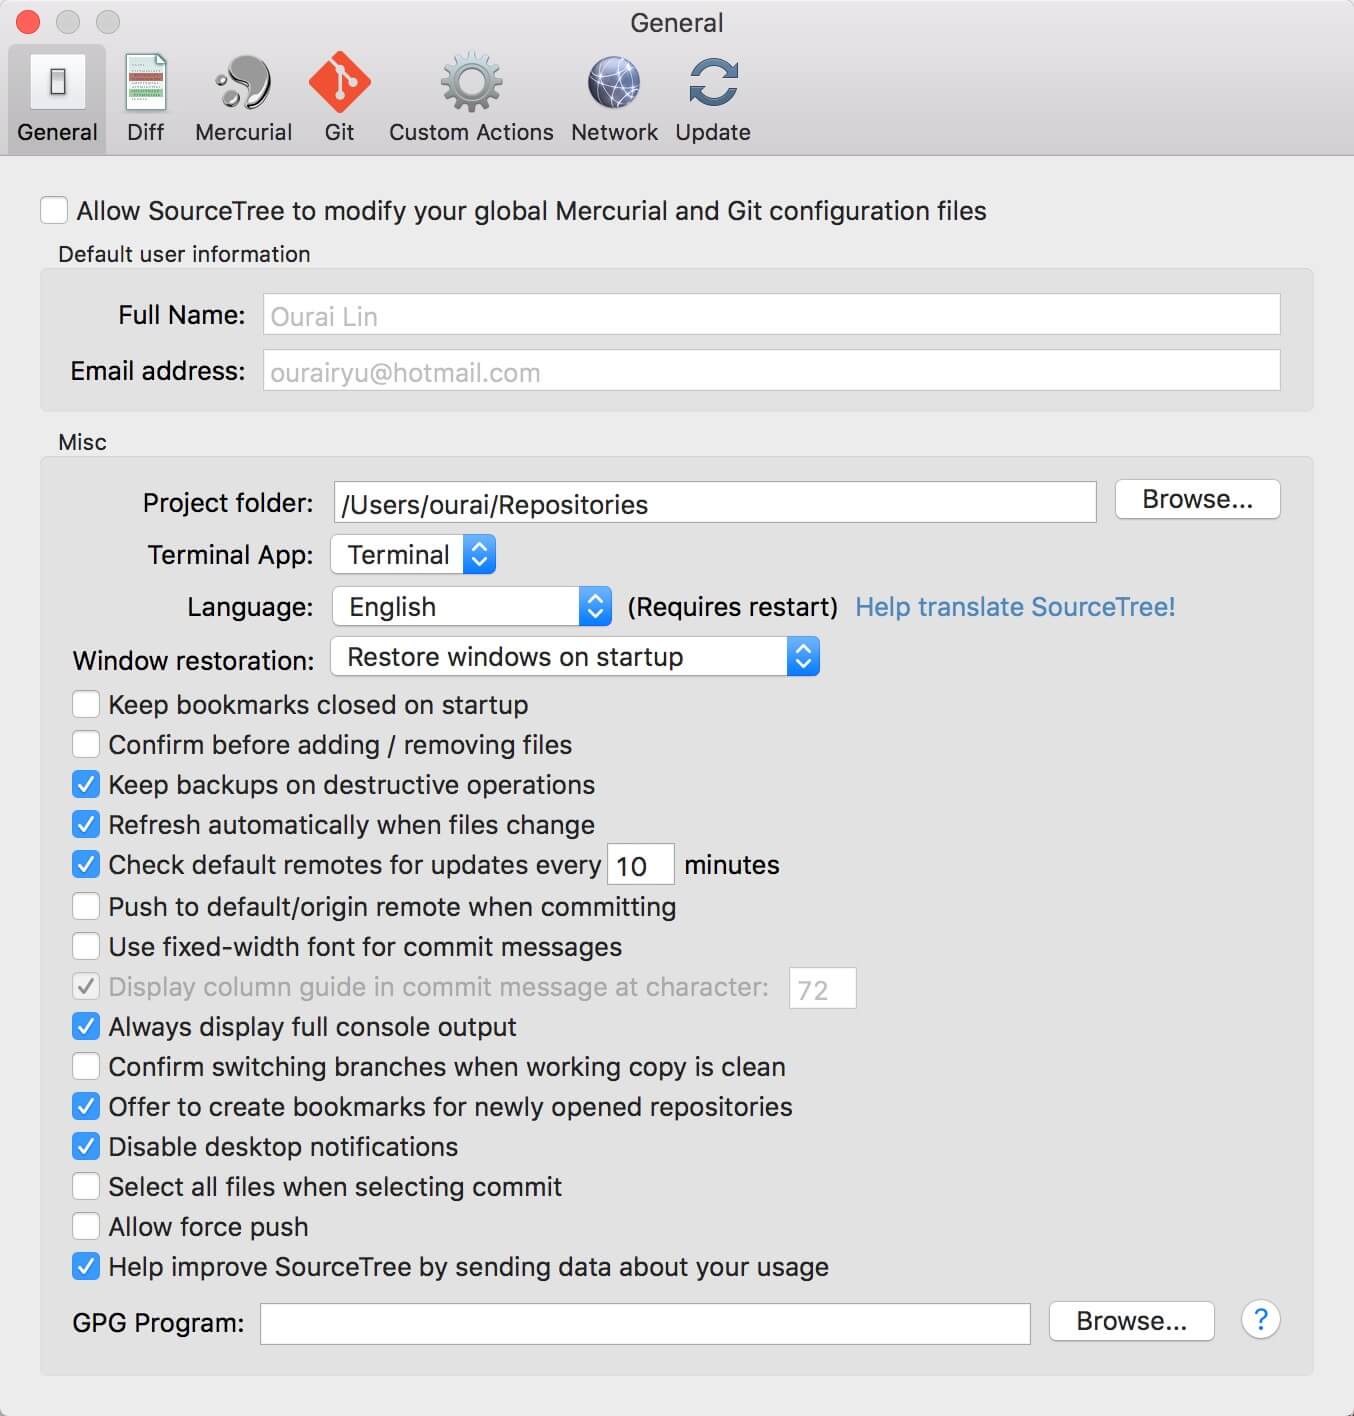 General
General Diff Mercurial Git Custom Actions Network Update
Allow SourceTree to modify your global Mercurial and Git configuration files
Default user information
Full Name: Ourai Lin
Email address: ourairyu@hotmail.com
Misc
Project folder: /Users/ourai/Repositories Browse...
Terminal App: Terminal
Language: English (Requires restart) Help translate SourceTree!
Window restoration: Restore windows on startup
Keep bookmarks closed on startup
Confirm before adding / removing files
Keep backups on destructive operations
Refresh automatically when files change
Check default remotes for updates every 10 minutes
Push to default/origin remote when committing
Use fixed-width font for commit messages
Display column guide in commit message at character: 72
Always display full console output
Confirm switching branches when working copy is clean
Offer to create bookmarks for newly opened repositories
Disable desktop notifications
Select all files when selecting commit
Allow force push
Help improve SourceTree by sending data about your usage
GPG Program: Browse... ?